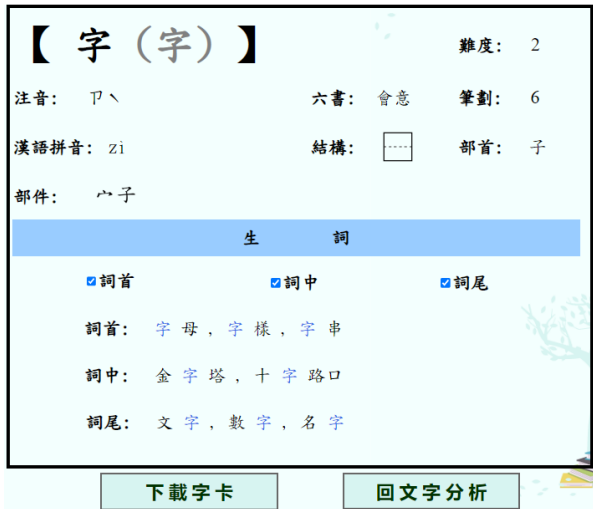 【 字 (字) 】 難度： 2
注音： ㄗˋ 六書： 會意 筆劃： 6
漢語拼音： zì 結構： 部首： 子
部件： 宀子
生 詞
詞首 詞中 詞尾
詞首： 字 母 , 字 樣 , 字 串
詞中： 金 字 塔 , 十 字 路口
詞尾： 文 字 , 數 字 , 名 字
下載字卡 回文字分析